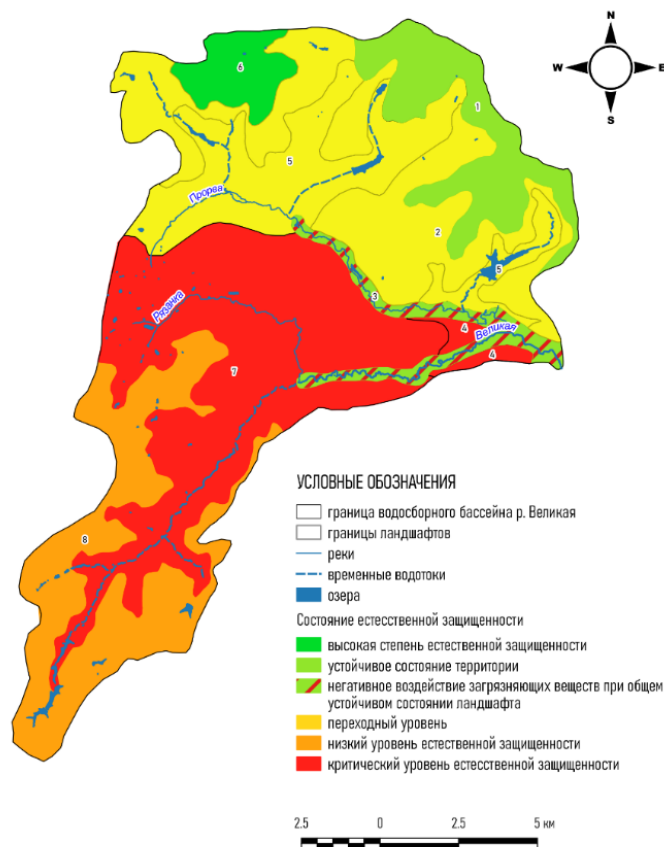 N
W
E
S
6
1
5
Прорва
2
5
3
4
Великая
4
Рязанка
7
8
УСЛОВНЫЕ ОБОЗНАЧЕНИЯ
граница водосборного бассейна р. Великая
границы ландшафтов
реки
временные водотоки
озера
Состояние естесственной защищенности
высокая степень естественной защищенности
устойчивое состояние территории
негативное воздействие загрязняющих веществ при общем
устойчивом состоянии ландшафта
переходный уровень
низкий уровень естественной защищенности
критический уровень естесственной защищенности
2.5 0 2.5 5 км